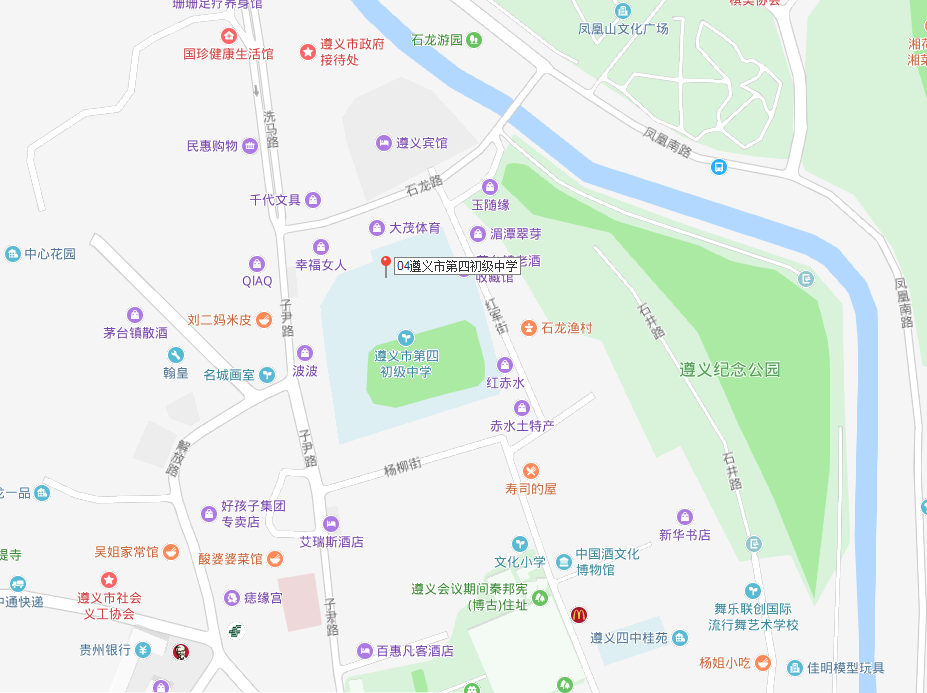 珊珊足疗养身馆
棋类协会
凤凰山文化广场
国珍健康生活馆
遵义市政府
接待处
石龙游园
洗马路
凤凰南路
民惠购物
遵义宾馆
石龙路
千代文具
玉随缘
大茂体育
湄潭翠芽
中心花园
幸福女人
04遵义市第四初级中学
老酒
收藏馆
QIAQ
凤凰南路
子尹路
红军街
石井路
茅台镇散酒
刘二妈米皮
石龙渔村
遵义市第四
初级中学
翰皇
名城画室
波波
红赤水
遵义纪念公园
赤水土特产
子尹路
解放路
杨柳街
石井路
寿司的屋
一品
好孩子集团
专卖店
艾瑞斯酒店
新华书店
吴姐家常馆
酸婆婆菜馆
文化小学
中国酒文化
博物馆
提寺
中通快递
遵义市社会
义工协会
痣缘宫
子尹路
遵义会议期间秦邦宪
(博古)住址
舞乐联创国际
流行舞艺术学校
贵州银行
百惠凡客酒店
遵义四中桂苑
杨姐小吃
佳明模型玩具